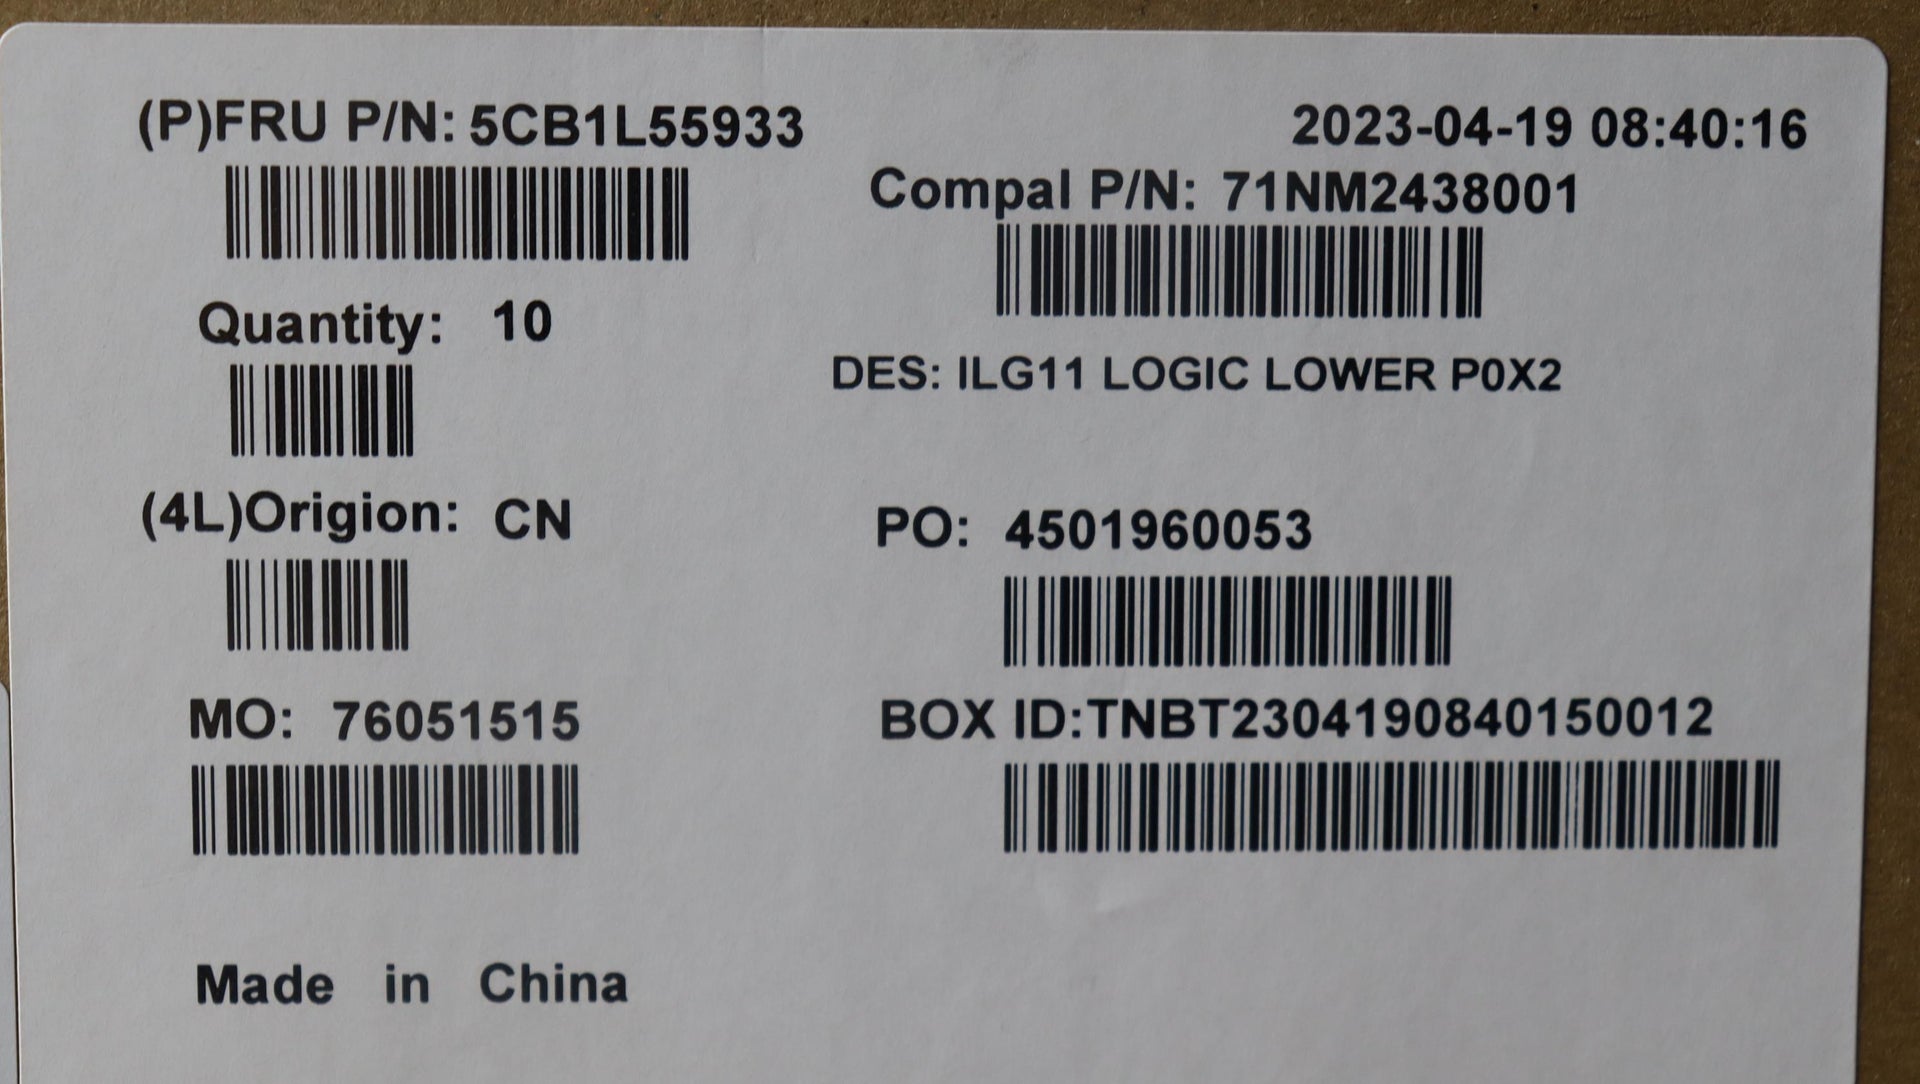 (P)FRU P/N: 5CB1L55933
2023-04-19 08:40:16
Compal P/N: 71NM2438001
Quantity: 10
DES: ILG11 LOGIC LOWER P0X2
(4L)Origion: CN
PO: 4501960053
MO: 76051515
BOX ID:TNBT2304190840150012
Made in China